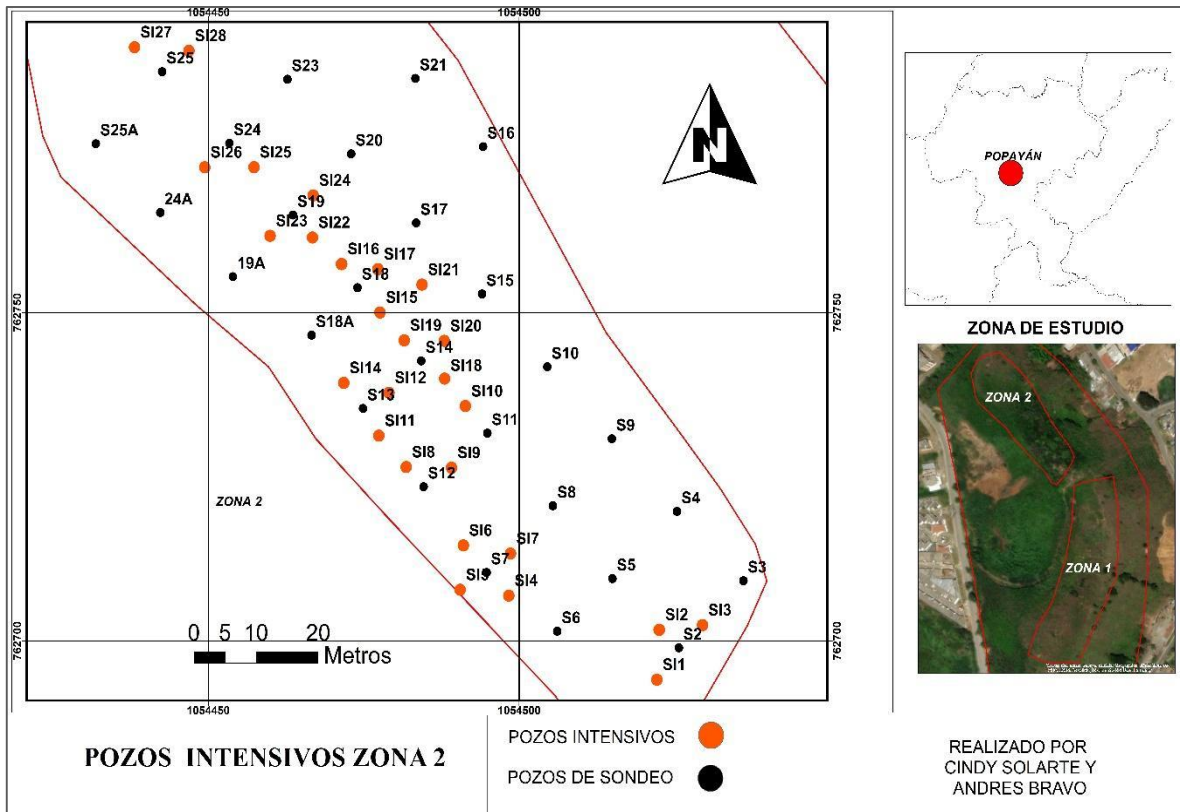 1054450
1054500
SI27
SI28
S25
S23
S21
S25A
S24
S20
S16
SI26
SI25
SI24
24A
S19
S17
SI23
SI22
SI16
SI17
19A
S18
SI21
S15
SI15
762750
762750
S18A
SI19
SI20
S14
S10
SI14
SI12
SI18
S13
SI10
SI11
S11
S9
SI8
SI9
S12
ZONA 2
S8
S4
SI6
SI7
S7
SI5
SI4
S5
S3
0 5 10 20
Metros
S6
SI2
SI3
S2
762700
762700
SI1
1054450
1054500
N
POPAYÁN
ZONA DE ESTUDIO
ZONA 2
ZONA 1
POZOS INTENSIVOS ZONA 2
POZOS INTENSIVOS
POZOS DE SONDEO
REALIZADO POR
CINDY SOLARTE Y
ANDRES BRAVO